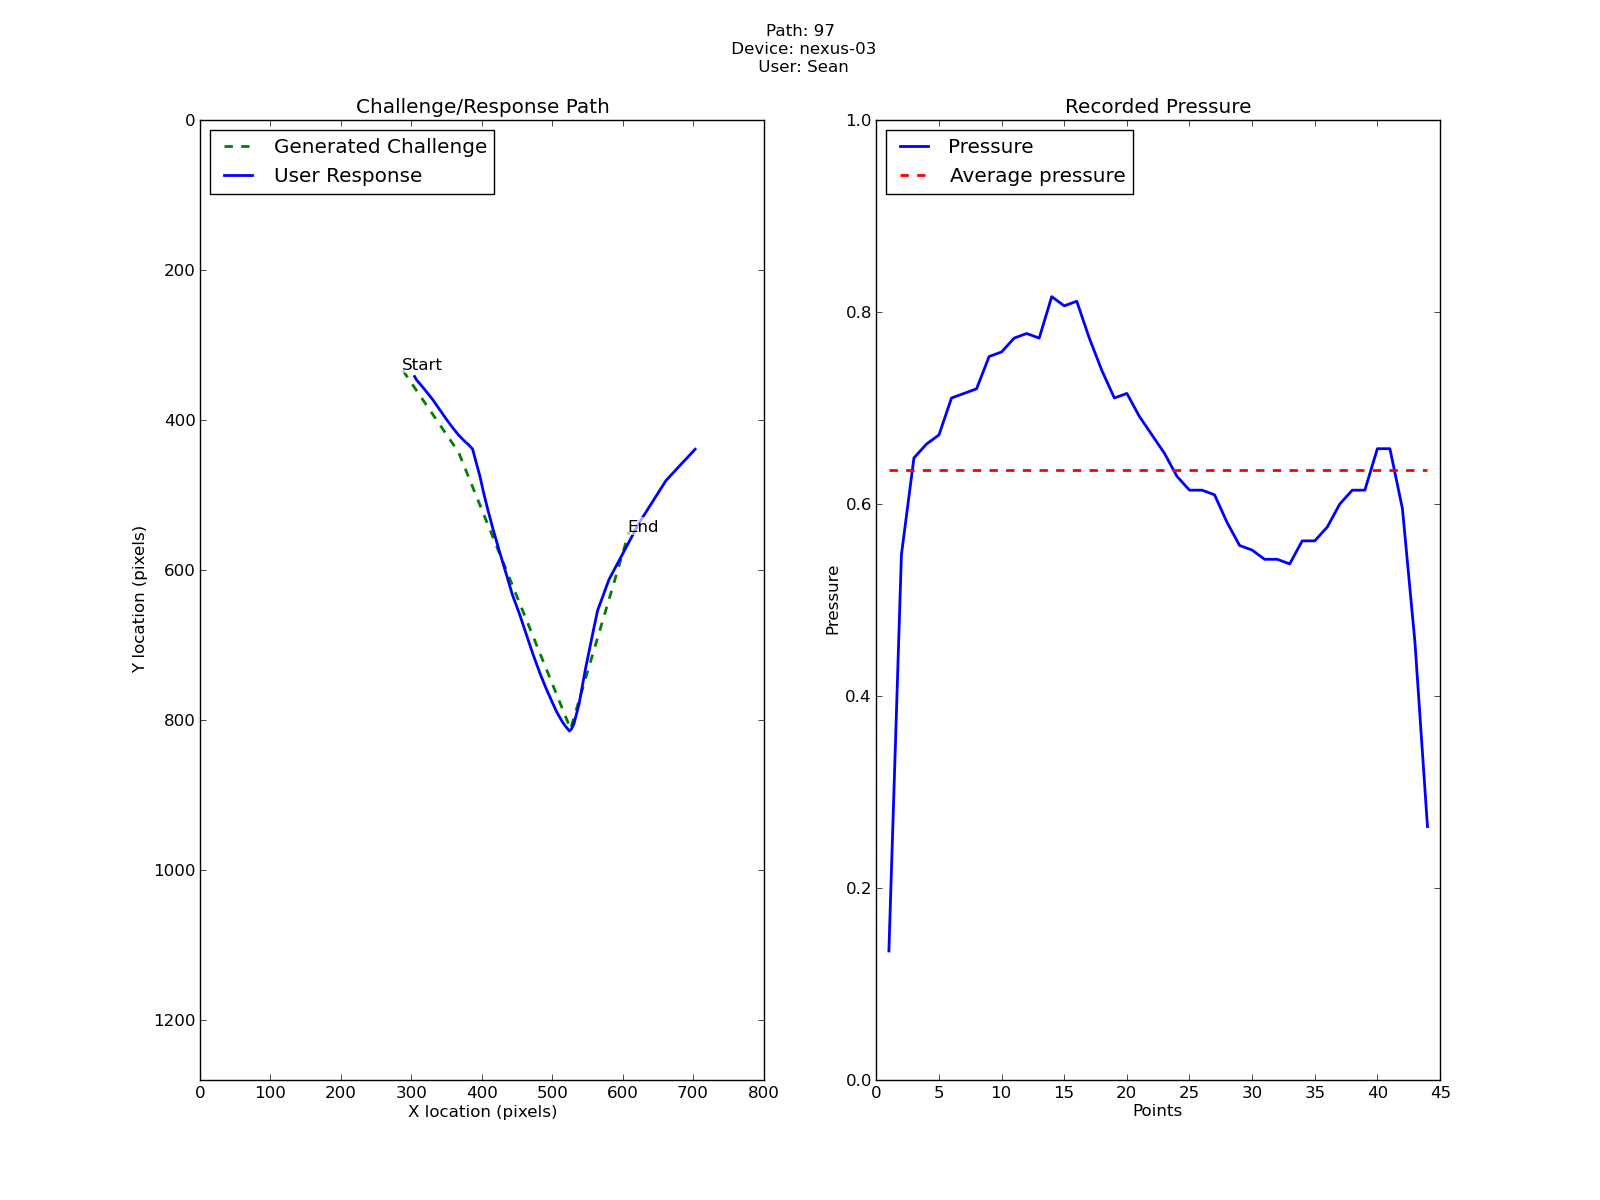 Path: 97
Device: nexus-03
User: Sean
Challenge/Response Path
Generated Challenge
User Response
Start
End
0
200
400
600
800
1000
1200
Y location (pixels)
0 100 200 300 400 500 600 700 800
X location (pixels)
Recorded Pressure
Pressure
Average pressure
1.0
0.8
0.6
0.4
0.2
0.0
Pressure
0 5 10 15 20 25 30 35 40 45
Points